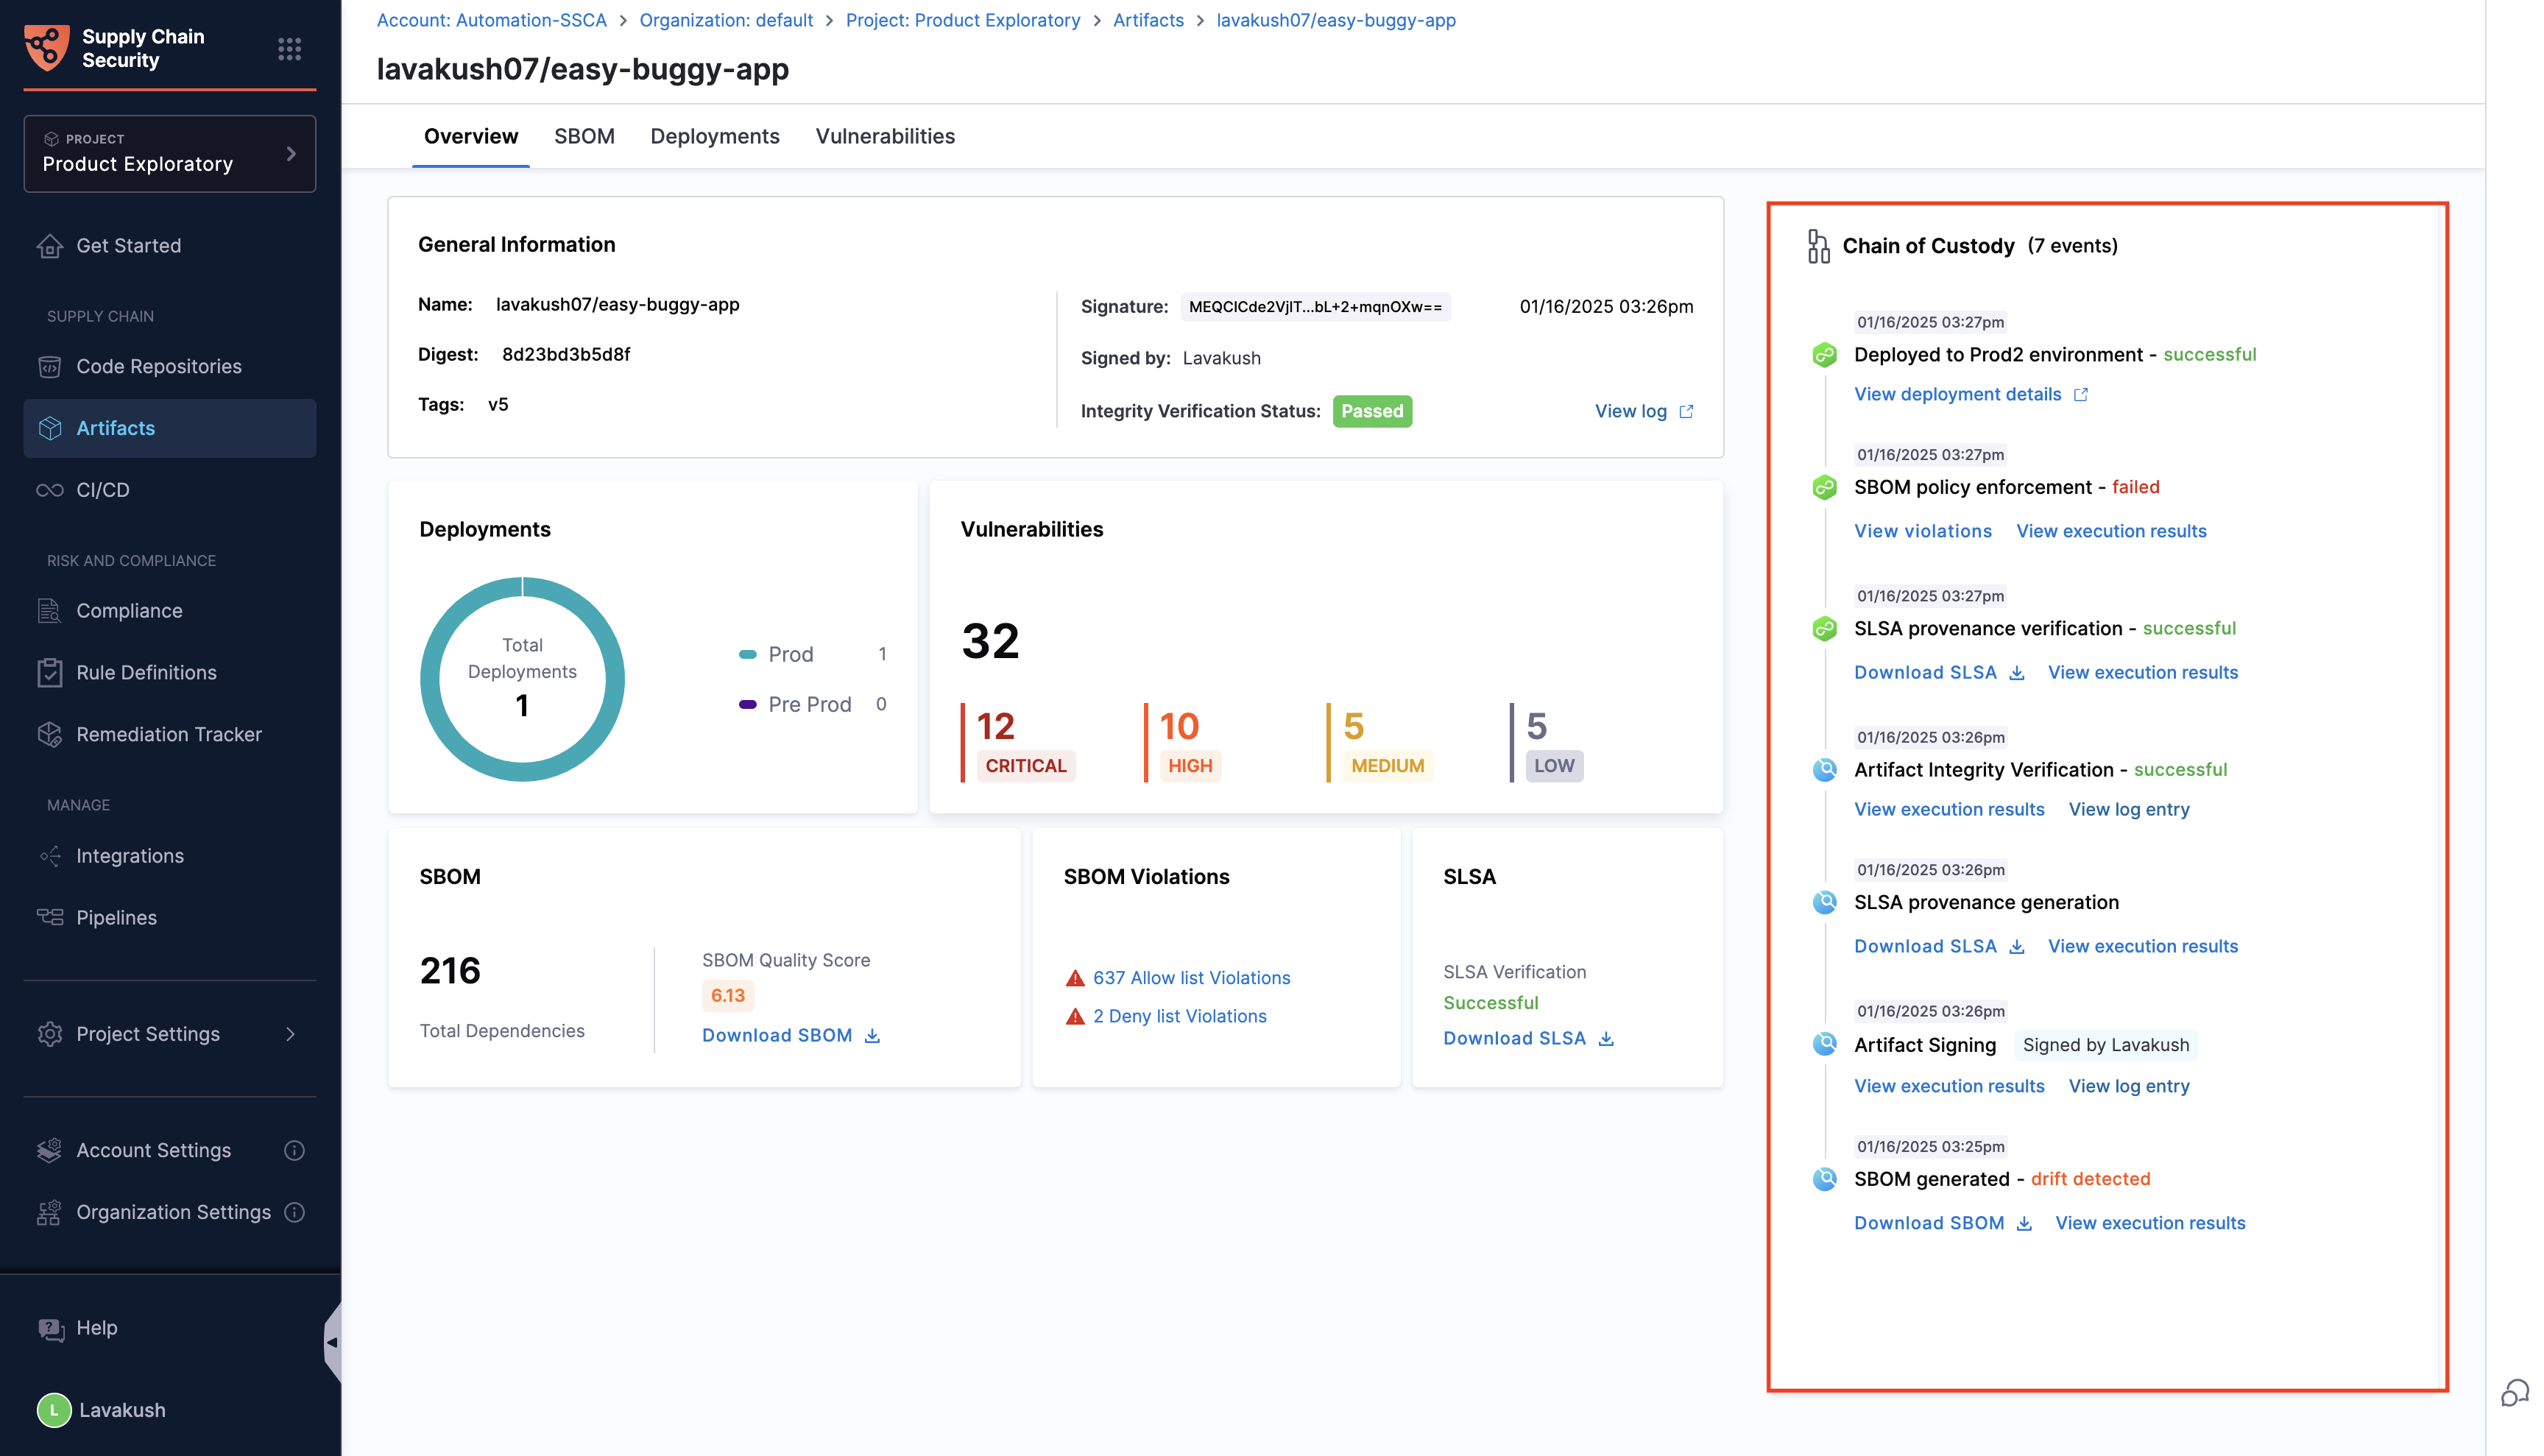 Supply Chain
Security
PROJECT
Product Exploratory
Get Started
SUPPLY CHAIN
Code Repositories
Artifacts
CI/CD
RISK AND COMPLIANCE
Compliance
Rule Definitions
Remediation Tracker
MANAGE
Integrations
Pipelines
Project Settings
Account Settings
Organization Settings
Help
L
Lavakush
Account: Automation-SSCA > Organization: default > Project: Product Exploratory > Artifacts > lavakush07/easy-buggy-app
lavakush07/easy-buggy-app
Overview SBOM Deployments Vulnerabilities
General Information
Name: lavakush07/easy-buggy-app
Digest: 8d23bd3b5d8f
Tags: v5
Signature: MEQCICde2VjlT...bL+2+mqnOXw== 01/16/2025 03:26pm
Signed by: Lavakush
Integrity Verification Status: Passed View log
Deployments
Total
Deployments
1
Prod 1
Pre Prod 0
Vulnerabilities
32
12 CRITICAL
10 HIGH
5 MEDIUM
5 LOW
SBOM
216
Total Dependencies
SBOM Quality Score
6.13
Download SBOM
SBOM Violations
637 Allow list Violations
2 Deny list Violations
SLSA
SLSA Verification
Successful
Download SLSA
Chain of Custody (7 events)
01/16/2025 03:27pm
Deployed to Prod2 environment - successful
View deployment details
01/16/2025 03:27pm
SBOM policy enforcement - failed
View violations View execution results
01/16/2025 03:27pm
SLSA provenance verification - successful
Download SLSA View execution results
01/16/2025 03:26pm
Artifact Integrity Verification - successful
View execution results View log entry
01/16/2025 03:26pm
SLSA provenance generation
Download SLSA View execution results
01/16/2025 03:26pm
Artifact Signing Signed by Lavakush
View execution results View log entry
01/16/2025 03:25pm
SBOM generated - drift detected
Download SBOM View execution results